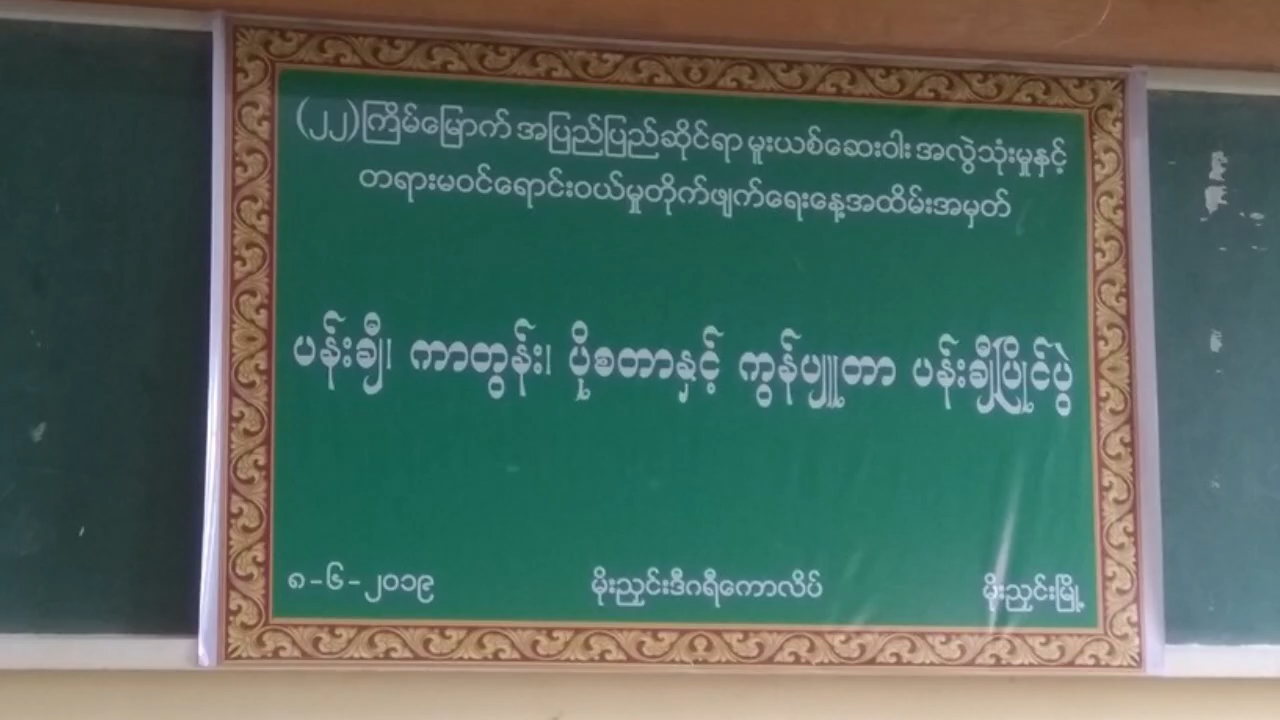 (၂၂)ကြိမ်မြောက် အပြည်ပြည်ဆိုင်ရာ မူးယစ်ဆေးဝါး အလွဲသုံးမှုနှင့်
တရားမဝင်ရောင်းဝယ်မှုတိုက်ဖျက်ရေးနေ့အထိမ်းအမှတ်
ပန်းချီ၊ ကာတွန်း၊ ပိုစတာနှင့် ကွန်ပျူတာ ပန်းချီပြိုင်ပွဲ
၈-၆-၂၀၁၉ မိုးညှင်းဒီဂရီကောလိပ် မိုးညှင်းမြို့